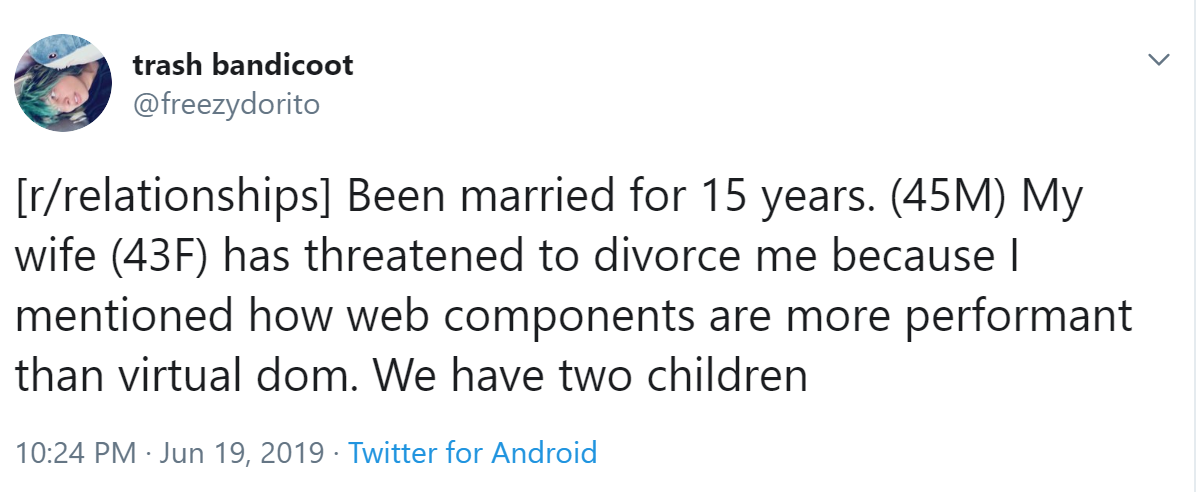 trash bandicoot
@freezydorito
[r/relationships] Been married for 15 years. (45M) My
wife (43F) has threatened to divorce me because I
mentioned how web components are more performant
than virtual dom. We have two children
10:24 PM · Jun 19, 2019 · Twitter for Android